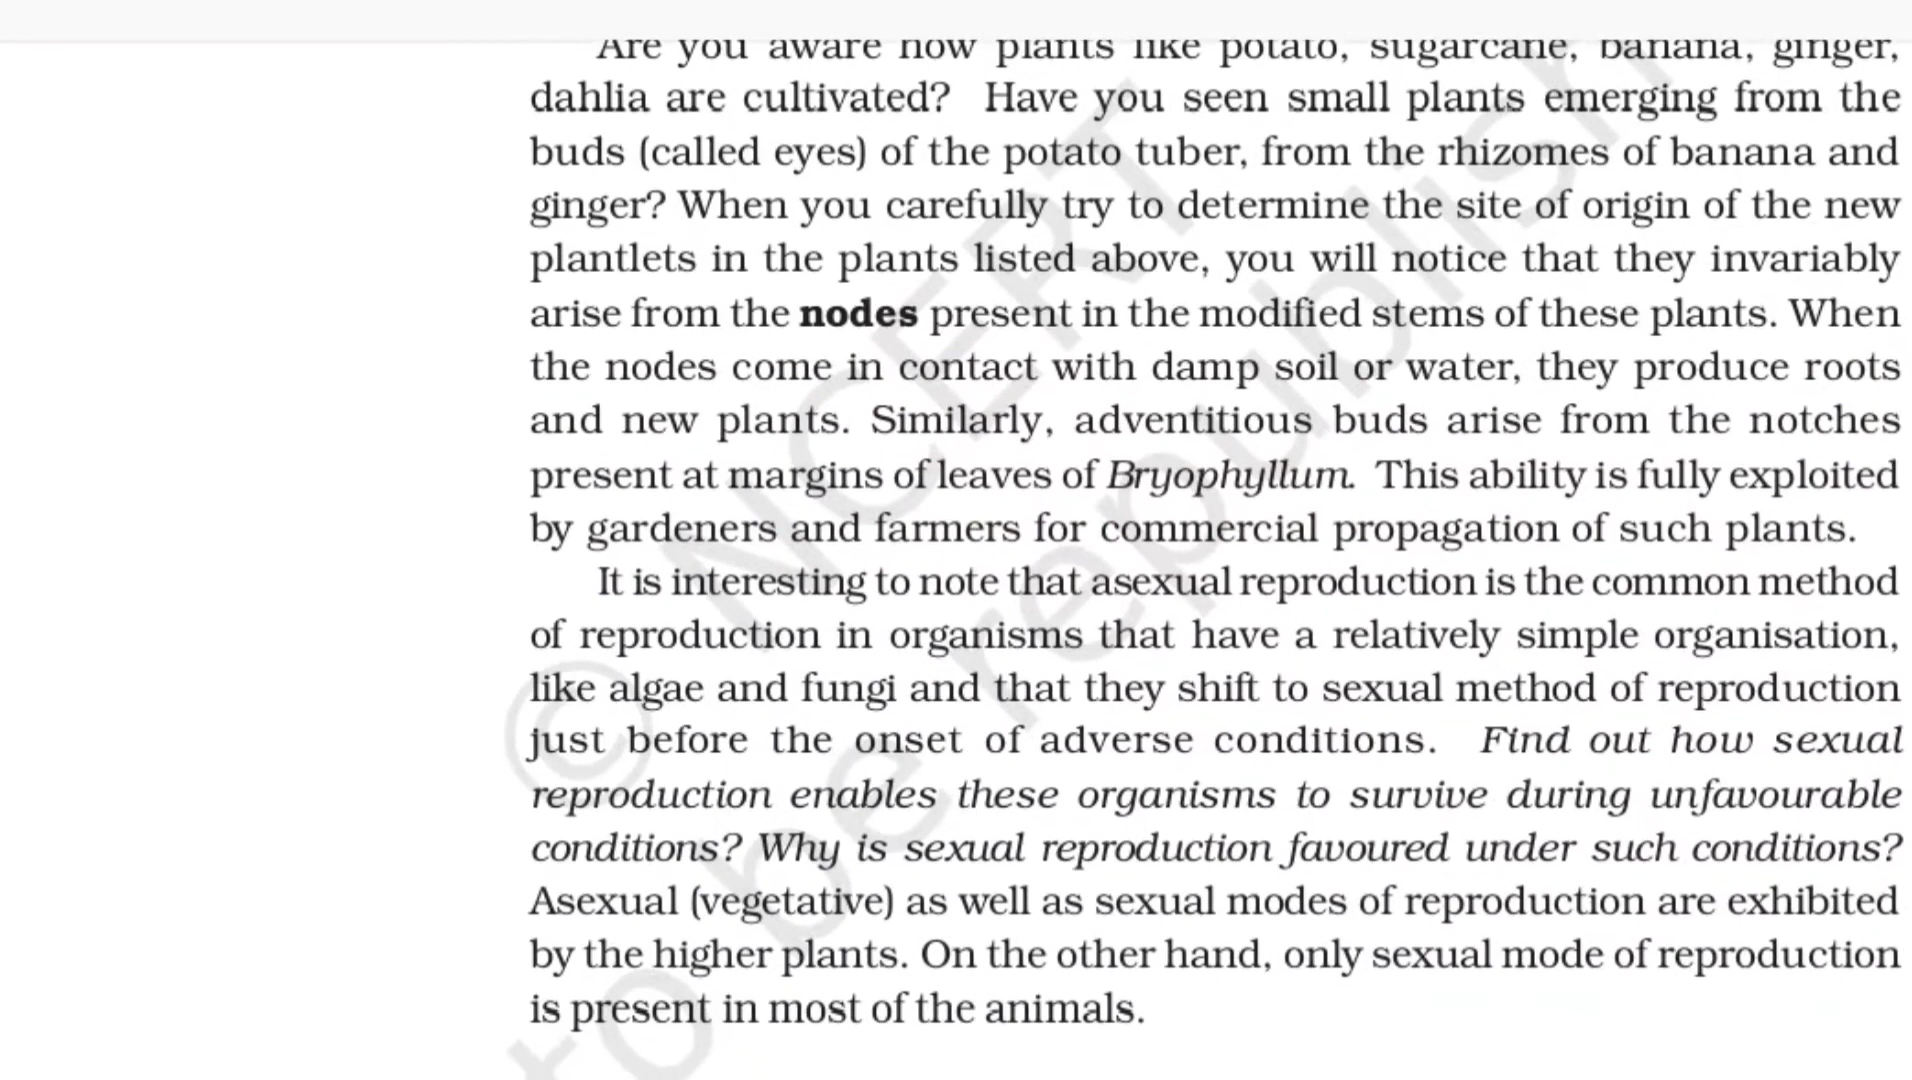 Are you aware how plants like potato, sugarcane, banana, ginger,
dahlia are cultivated? Have you seen small plants emerging from the
buds (called eyes) of the potato tuber, from the rhizomes of banana and
ginger? When you carefully try to determine the site of origin of the new
plantlets in the plants listed above, you will notice that they invariably
arise from the nodes present in the modified stems of these plants. When
the nodes come in contact with damp soil or water, they produce roots
and new plants. Similarly, adventitious buds arise from the notches
present at margins of leaves of Bryophyllum. This ability is fully exploited
by gardeners and farmers for commercial propagation of such plants.
It is interesting to note that asexual reproduction is the common method
of reproduction in organisms that have a relatively simple organisation,
like algae and fungi and that they shift to sexual method of reproduction
just before the onset of adverse conditions. Find out how sexual
reproduction enables these organisms to survive during unfavourable
conditions? Why is sexual reproduction favoured under such conditions?
Asexual (vegetative) as well as sexual modes of reproduction are exhibited
by the higher plants. On the other hand, only sexual mode of reproduction
is present in most of the animals.
© NCERT
to be republish